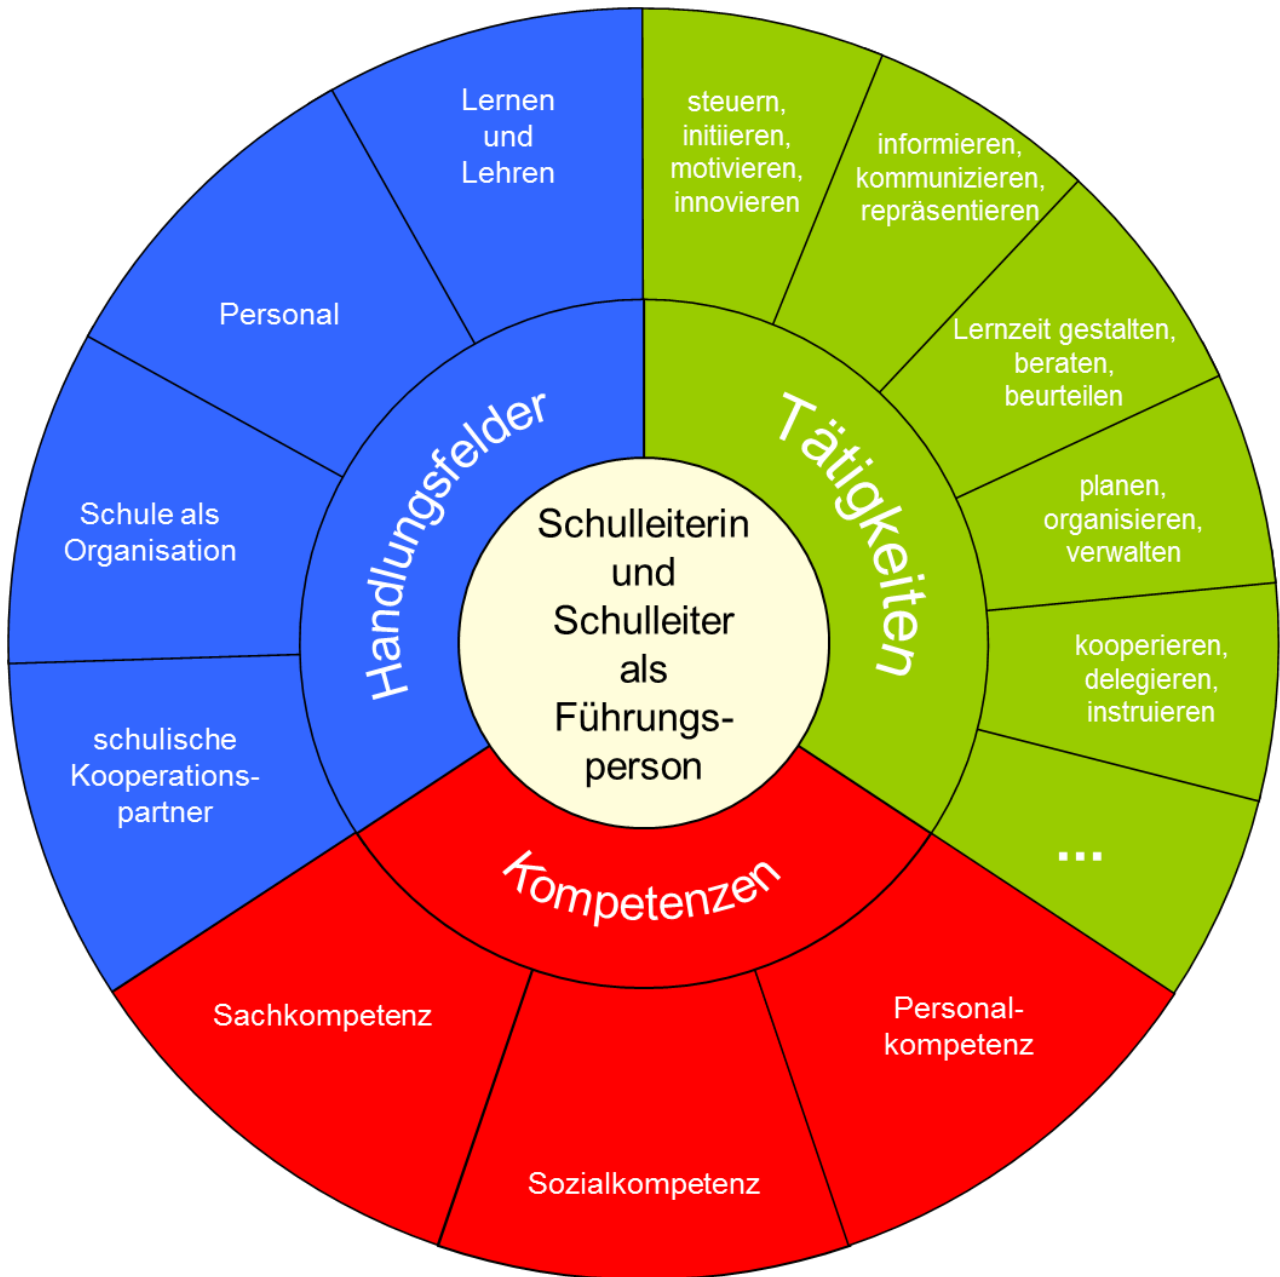 Schulleiterin
und
Schulleiter
als
Führungs-
person
Handlungsfelder
Lernen
und
Lehren
Personal
Schule als
Organisation
schulische
Kooperations-
partner
Tätigkeiten
steuern,
initiieren,
motivieren,
innovieren
informieren,
kommunizieren,
repräsentieren
Lernzeit gestalten,
beraten,
beurteilen
planen,
organisieren,
verwalten
kooperieren,
delegieren,
instruieren
...
Kompetenzen
Sachkompetenz
Sozialkompetenz
Personal-
kompetenz